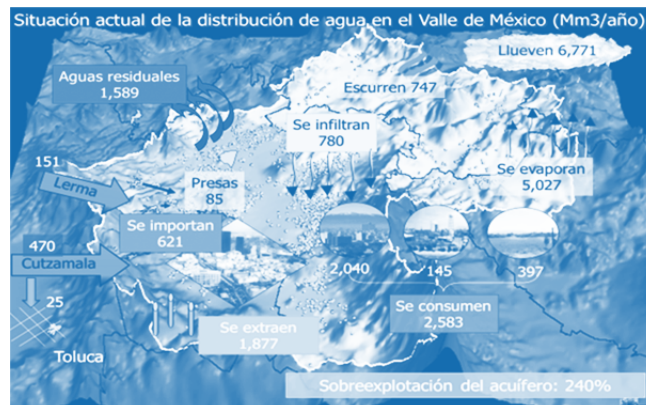 Situación actual de la distribución de agua en el Valle de México (Mm3/año)
Llueven 6,771
Aguas residuales
1,589
Escurren 747
Se infiltran
780
151
Lerma
Presas
85
Se evaporan
5,027
Se importan
621
470
Cutzamala
2,040
145
397
25
Se consumen
2,583
Se extraen
1,877
Toluca
Sobreexplotación del acuífero: 240%